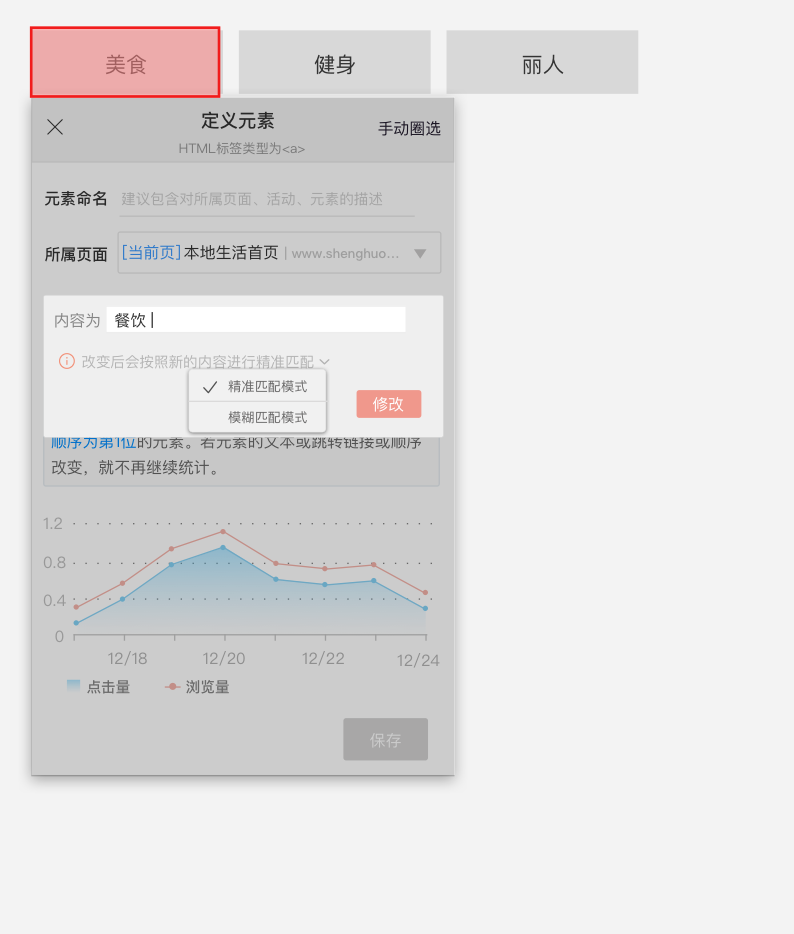 美食 健身 丽人
定义元素
手动圈选
HTML标签类型为<a>
元素命名 建议包含对所属页面、活动、元素的描述
所属页面 [当前页]本地生活首页 | www.shenghuo...
内容为 餐饮
改变后会按照新的内容进行精准匹配
精准匹配模式
修改
模糊匹配模式
顺序为第1位的元素。若元素的文本或跳转链接或顺序
改变，就不再继续统计。
1.2
0.8
0.4
0
12/18 12/20 12/22 12/24
点击量 浏览量
保存